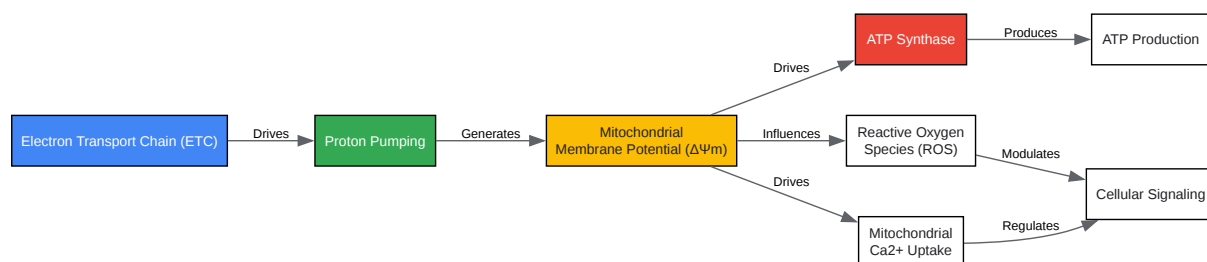 Electron Transport Chain (ETC)
Drives
Proton Pumping
Generates
Mitochondrial
Membrane Potential (ΔΨm)
Drives
ATP Synthase
Produces
ATP Production
Influences
Reactive Oxygen
Species (ROS)
Modulates
Cellular Signaling
Drives
Mitochondrial
Ca2+ Uptake
Regulates